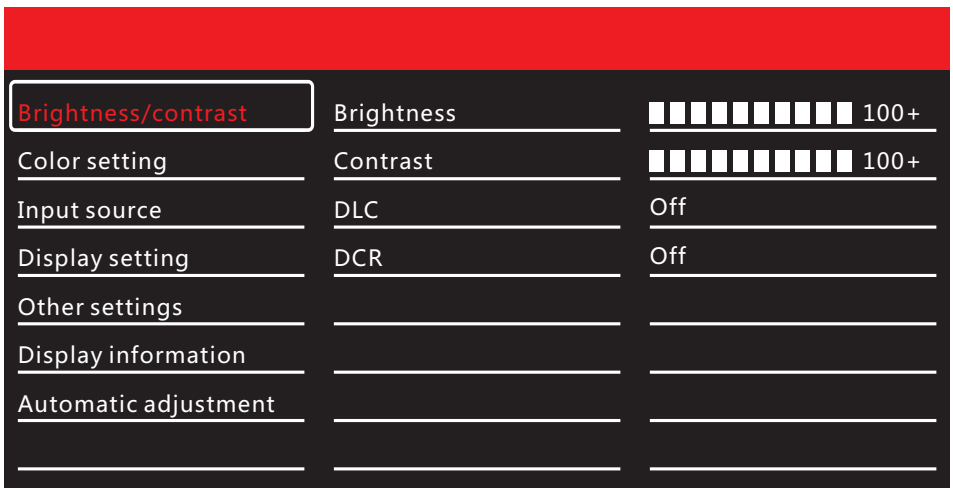 Brightness/contrast Brightness 100+
Color setting Contrast 100+
Input source DLC Off
Display setting DCR Off
Other settings
Display information
Automatic adjustment